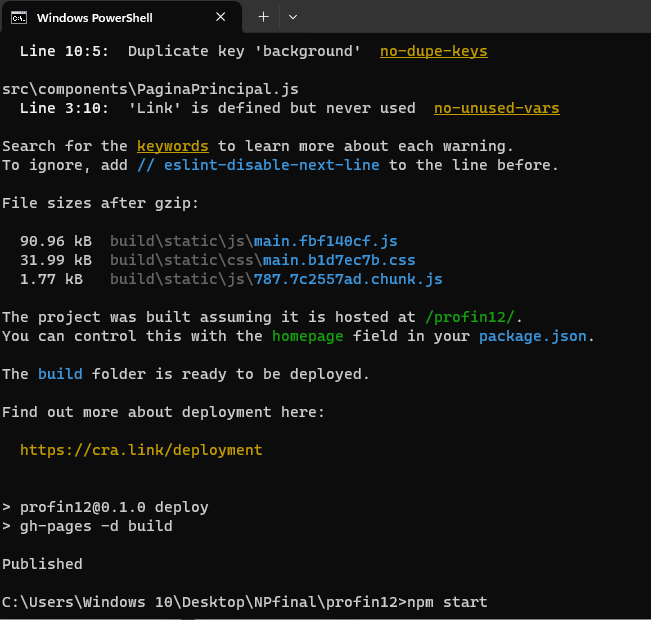 Windows PowerShell
Line 10:5:  Duplicate key 'background'  no-dupe-keys
src\components\PaginaPrincipal.js
Line 3:10:  'Link' is defined but never used  no-unused-vars
Search for the keywords to learn more about each warning.
To ignore, add // eslint-disable-next-line to the line before.
File sizes after gzip:
90.96 kB  build\static\js\main.fbf140cf.js
31.99 kB  build\static\css\main.b1d7ec7b.css
1.77 kB   build\static\js\787.7c2557ad.chunk.js
The project was built assuming it is hosted at /profin12/.
You can control this with the homepage field in your package.json.
The build folder is ready to be deployed.
Find out more about deployment here:
https://cra.link/deployment
> profin12@0.1.0 deploy
> gh-pages -d build
Published
C:\Users\Windows 10\Desktop\NPfinal\profin12>npm start